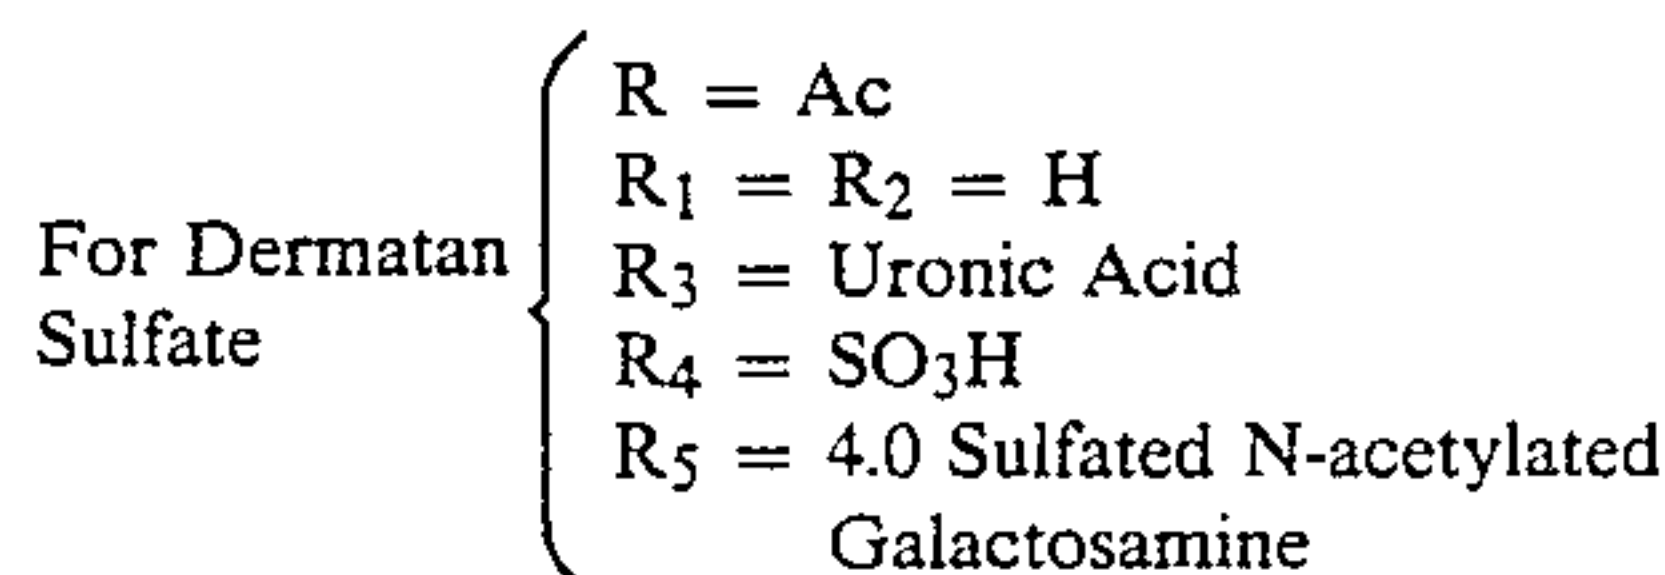 For Dermatan
Sulfate
R = Ac
R₁ = R₂ = H
R₃ = Uronic Acid
R₄ = SO₃H
R₅ = 4.0 Sulfated N-acetylated
Galactosamine